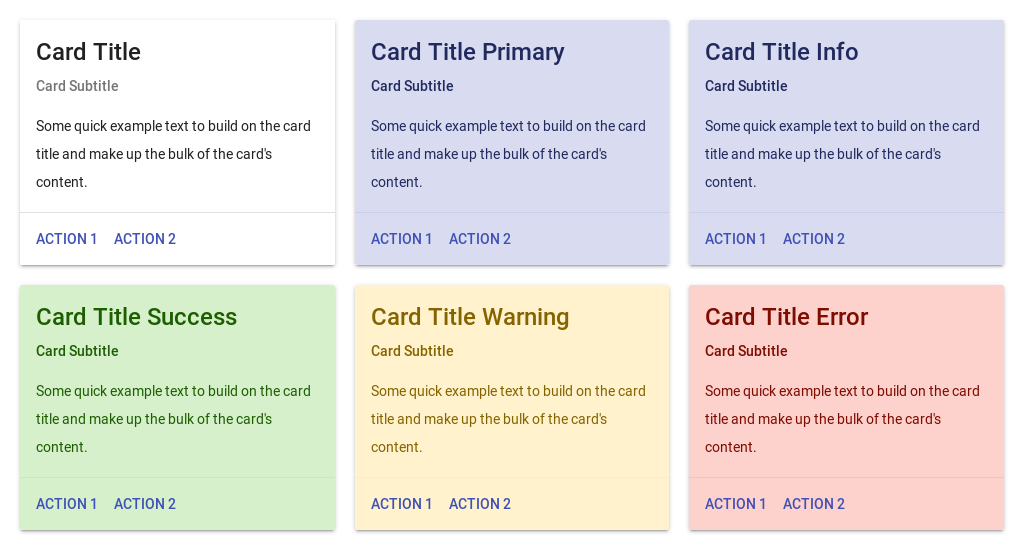 Card Title
Card Subtitle
Some quick example text to build on the card
title and make up the bulk of the card's
content.
ACTION 1 ACTION 2
Card Title Primary
Card Subtitle
Some quick example text to build on the card
title and make up the bulk of the card's
content.
ACTION 1 ACTION 2
Card Title Info
Card Subtitle
Some quick example text to build on the card
title and make up the bulk of the card's
content.
ACTION 1 ACTION 2
Card Title Success
Card Subtitle
Some quick example text to build on the card
title and make up the bulk of the card's
content.
ACTION 1 ACTION 2
Card Title Warning
Card Subtitle
Some quick example text to build on the card
title and make up the bulk of the card's
content.
ACTION 1 ACTION 2
Card Title Error
Card Subtitle
Some quick example text to build on the card
title and make up the bulk of the card's
content.
ACTION 1 ACTION 2